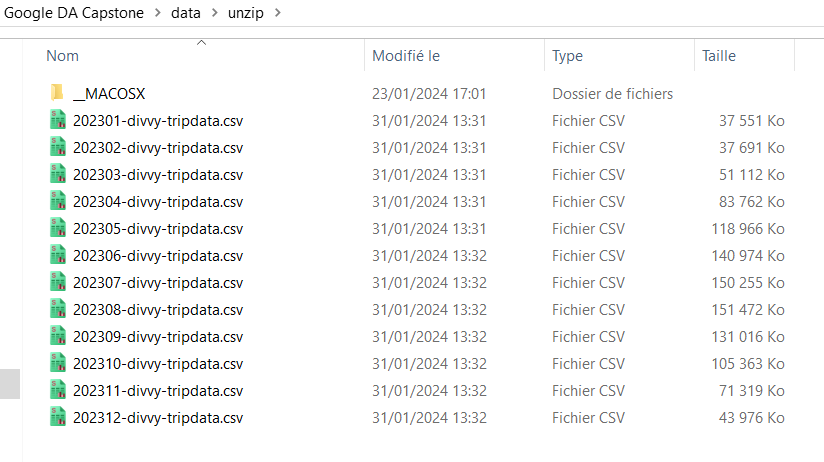 Google DA Capstone > data > unzip >
Nom Modifié le Type Taille
__MACOSX 23/01/2024 17:01 Dossier de fichiers
202301-divvy-tripdata.csv 31/01/2024 13:31 Fichier CSV 37 551 Ko
202302-divvy-tripdata.csv 31/01/2024 13:31 Fichier CSV 37 691 Ko
202303-divvy-tripdata.csv 31/01/2024 13:31 Fichier CSV 51 112 Ko
202304-divvy-tripdata.csv 31/01/2024 13:31 Fichier CSV 83 762 Ko
202305-divvy-tripdata.csv 31/01/2024 13:31 Fichier CSV 118 966 Ko
202306-divvy-tripdata.csv 31/01/2024 13:32 Fichier CSV 140 974 Ko
202307-divvy-tripdata.csv 31/01/2024 13:32 Fichier CSV 150 255 Ko
202308-divvy-tripdata.csv 31/01/2024 13:32 Fichier CSV 151 472 Ko
202309-divvy-tripdata.csv 31/01/2024 13:32 Fichier CSV 131 016 Ko
202310-divvy-tripdata.csv 31/01/2024 13:32 Fichier CSV 105 363 Ko
202311-divvy-tripdata.csv 31/01/2024 13:32 Fichier CSV 71 319 Ko
202312-divvy-tripdata.csv 31/01/2024 13:32 Fichier CSV 43 976 Ko